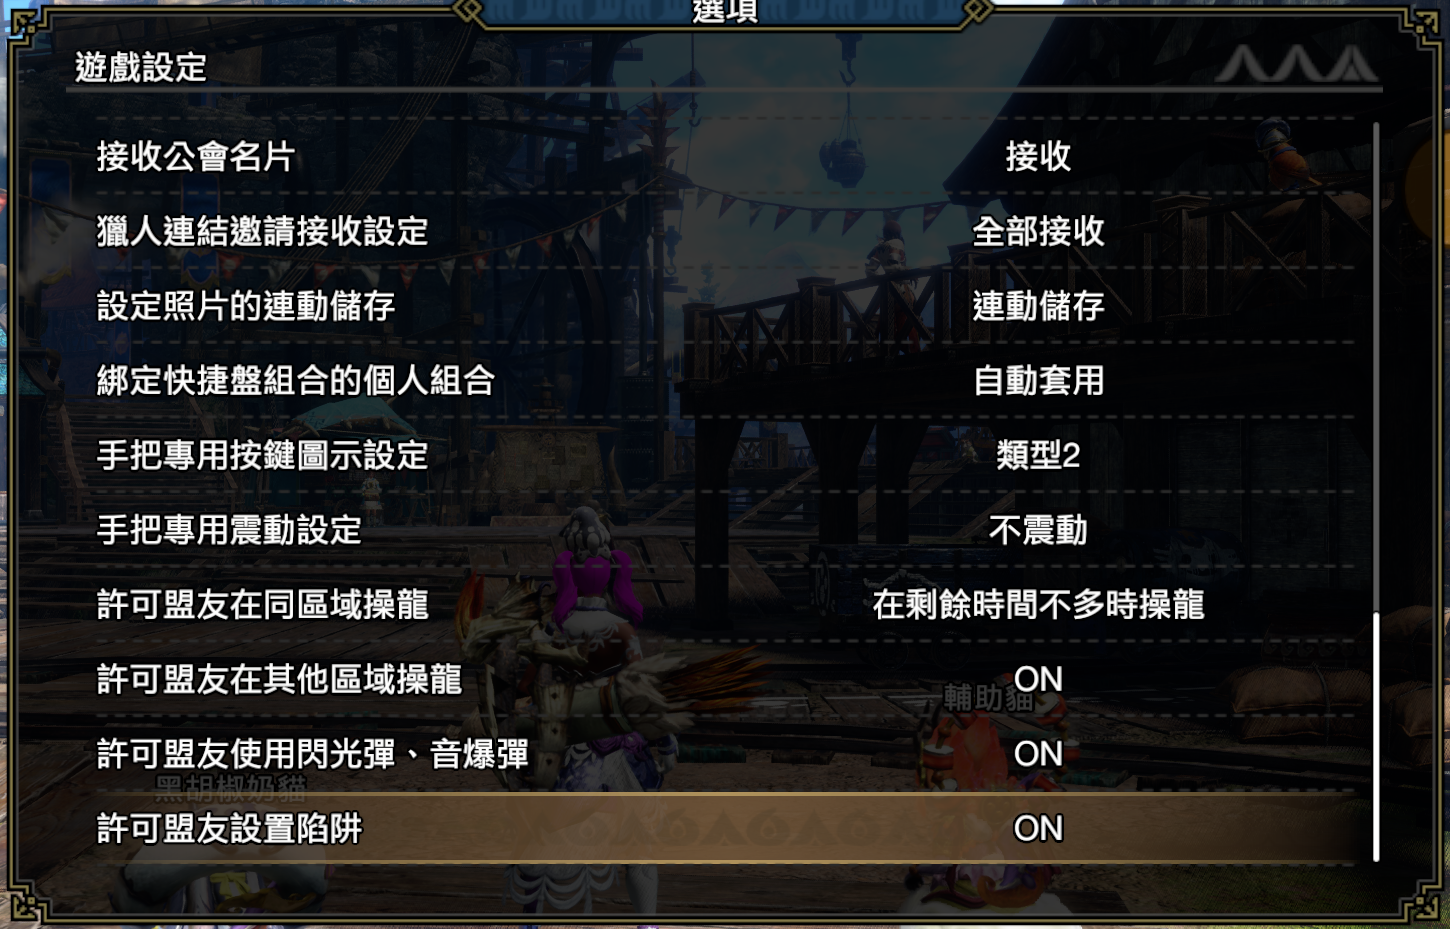 選項
遊戲設定
接收公會名片 接收
獵人連結邀請接收設定 全部接收
設定照片的連動儲存 連動儲存
綁定快捷盤組合的個人組合 自動套用
手把專用按鍵圖示設定 類型2
手把專用震動設定 不震動
許可盟友在同區域操龍 在剩餘時間不多時操龍
許可盟友在其他區域操龍 ON
輔助貓
許可盟友使用閃光彈、音爆彈 ON
黑胡椒奶貓
許可盟友設置陷阱 ON